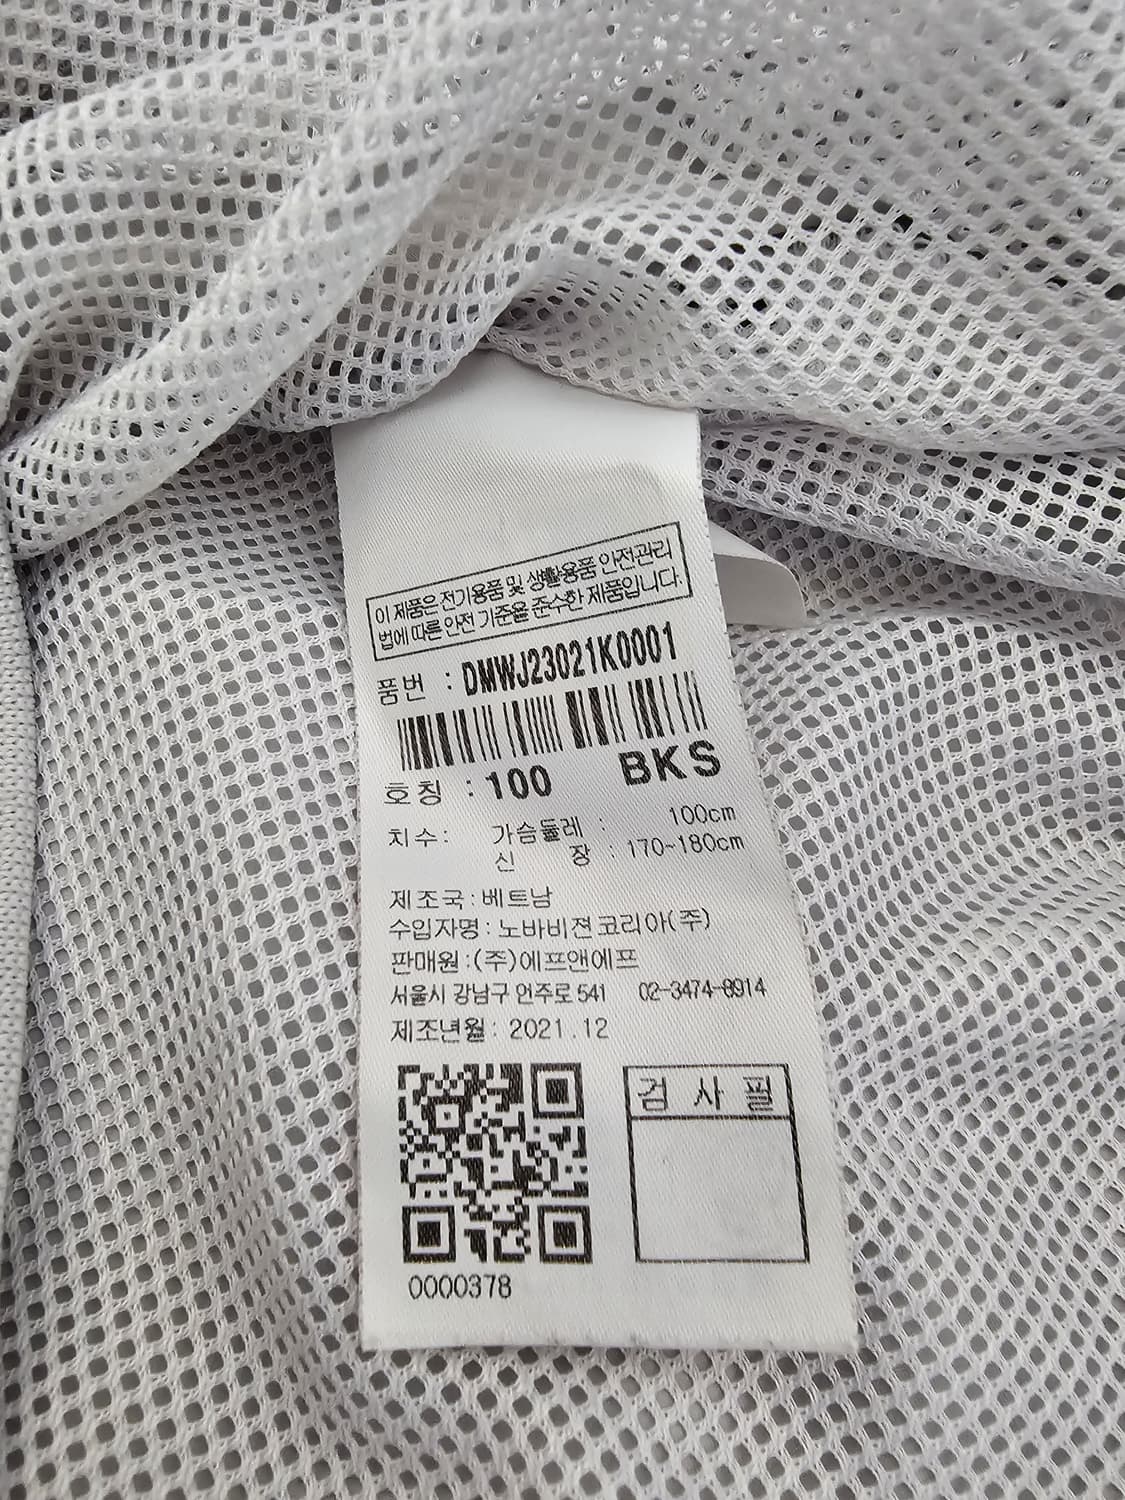 이 제품은 전기용품 및 생활용품 안전관리
법에 따른 안전 기준을 준수한 제품입니다.
품번 : DMWJ23021K0001
호칭 : 100 BKS
치수: 가슴둘레 : 100cm
신 장 : 170~180cm
제조국:베트남
수입자명: 노바비젼코리아(주)
판매원:(주)에프앤에프
서울시 강남구 언주로 541 02-3474-8914
제조년월: 2021.12
검 사 필
0000378